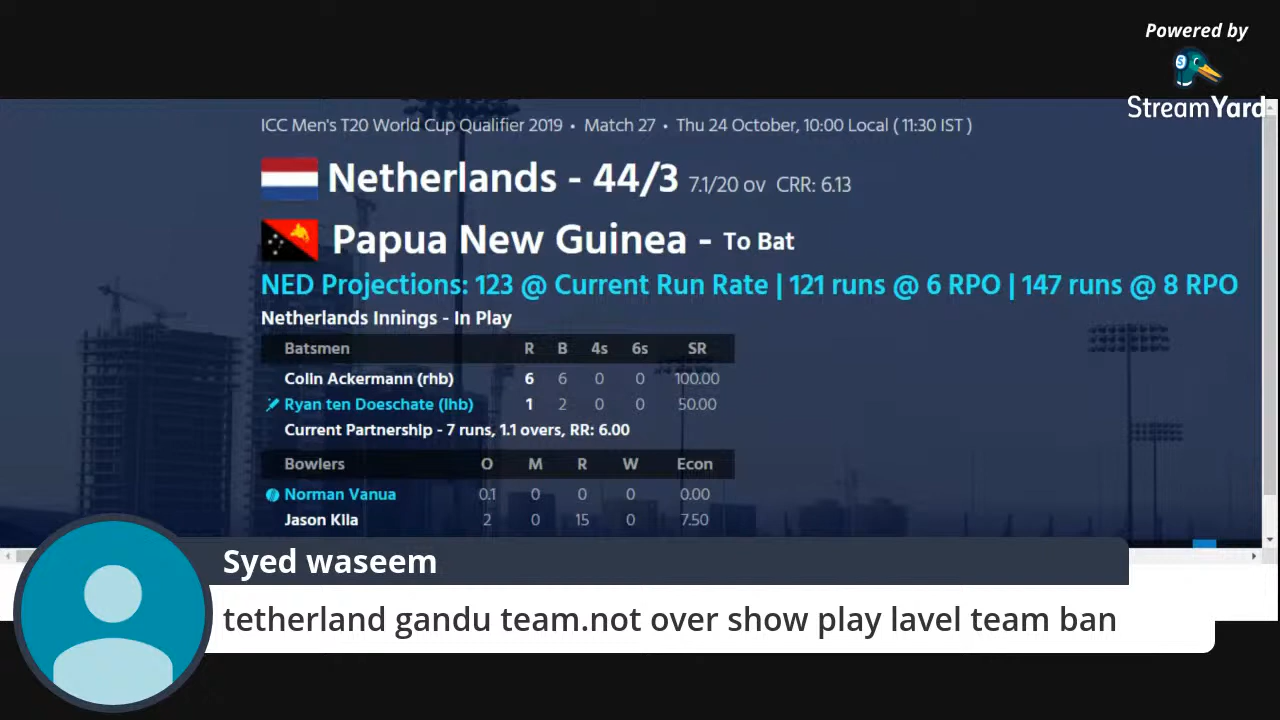 Powered by
StreamYard
ICC Men's T20 World Cup Qualifier 2019 • Match 27 • Thu 24 October, 10:00 Local ( 11:30 IST )
Netherlands - 44/3 7.1/20 ov CRR: 6.13
Papua New Guinea - To Bat
NED Projections: 123 @ Current Run Rate | 121 runs @ 6 RPO | 147 runs @ 8 RPO
Netherlands Innings - In Play
Batsmen R B 4s 6s SR
Colin Ackermann (rhb) 6 6 0 0 100.00
Ryan ten Doeschate (lhb) 1 2 0 0 50.00
Current Partnership - 7 runs, 1.1 overs, RR: 6.00
Bowlers O M R W Econ
Norman Vanua 0.1 0 0 0 0.00
Jason Kila 2 0 15 0 7.50
Syed waseem
tetherland gandu team.not over show play lavel team ban